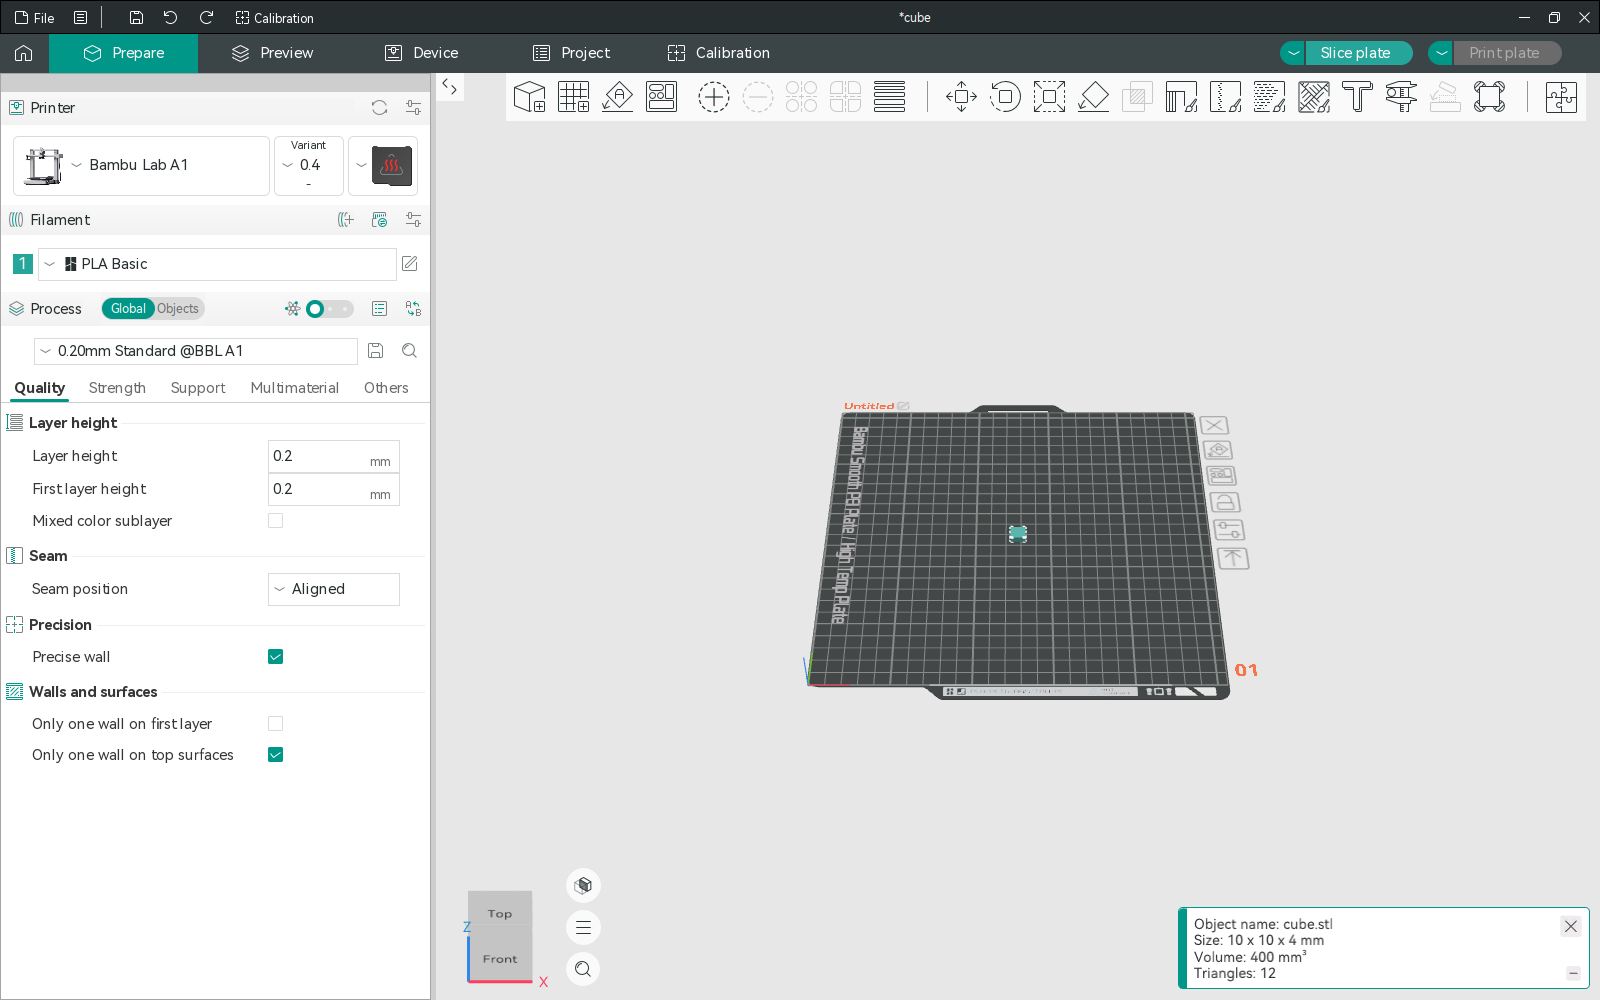 File
Calibration
*cube
Prepare
Preview
Device
Project
Calibration
Slice plate
Print plate
Printer
Bambu Lab A1
Variant
0.4
-
Filament
1
PLA Basic
Process
Global
Objects
0.20mm Standard @BBL A1
Quality
Strength
Support
Multimaterial
Others
Layer height
Layer height
0.2
mm
First layer height
0.2
mm
Mixed color sublayer
Seam
Seam position
Aligned
Precision
Precise wall
Walls and surfaces
Only one wall on first layer
Only one wall on top surfaces
Untitled
Bambu Smooth PEI Plate / High Temp Plate
01
Top
Front
Z
X
Object name: cube.stl
Size: 10 x 10 x 4 mm
Volume: 400 mm³
Triangles: 12